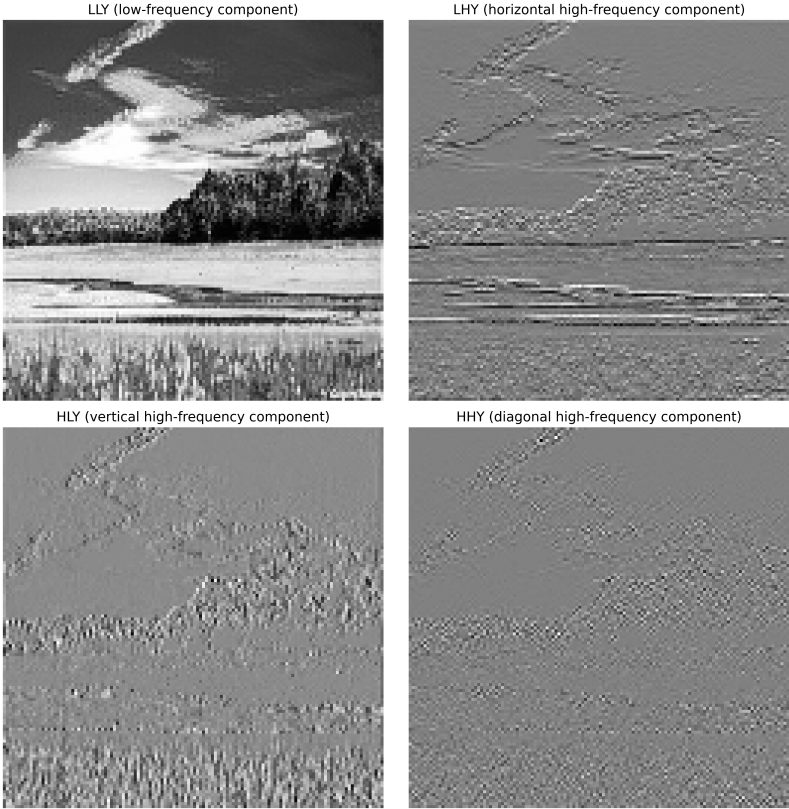 LLY (low-frequency component)
LHY (horizontal high-frequency component)
HLY (vertical high-frequency component)
HHY (diagonal high-frequency component)